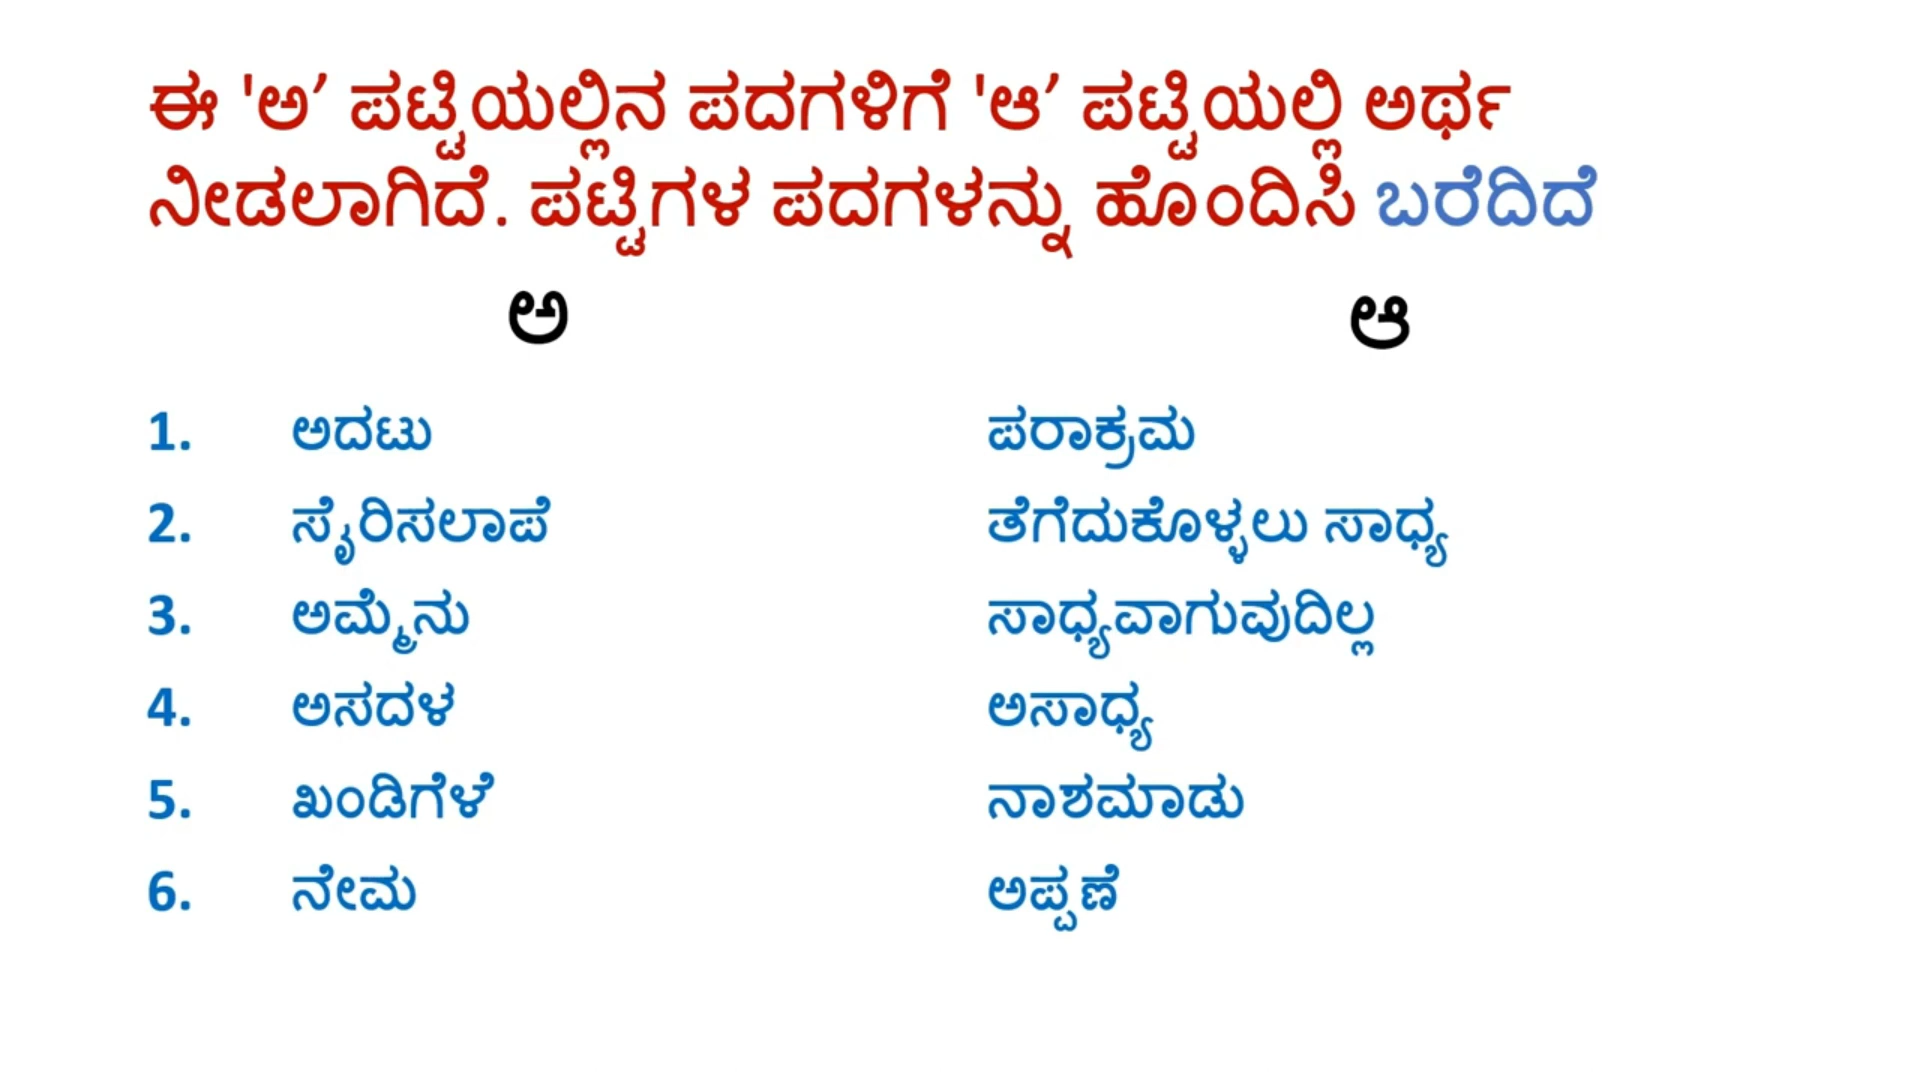 ಈ 'ಅ’ ಪಟ್ಟಿಯಲ್ಲಿನ ಪದಗಳಿಗೆ 'ಆ’ ಪಟ್ಟಿಯಲ್ಲಿ ಅರ್ಥ
ನೀಡಲಾಗಿದೆ. ಪಟ್ಟಿಗಳ ಪದಗಳನ್ನು ಹೊಂದಿಸಿ ಬರೆದಿದೆ
ಅ ಆ
1. ಅದಟು ಪರಾಕ್ರಮ
2. ಸೈರಿಸಲಾಪೆ ತೆಗೆದುಕೊಳ್ಳಲು ಸಾಧ್ಯ
3. ಅಮ್ಮೆನು ಸಾಧ್ಯವಾಗುವುದಿಲ್ಲ
4. ಅಸದಳ ಅಸಾಧ್ಯ
5. ಖಂಡಿಗೆಳೆ ನಾಶಮಾಡು
6. ನೇಮ ಅಪ್ಪಣೆ